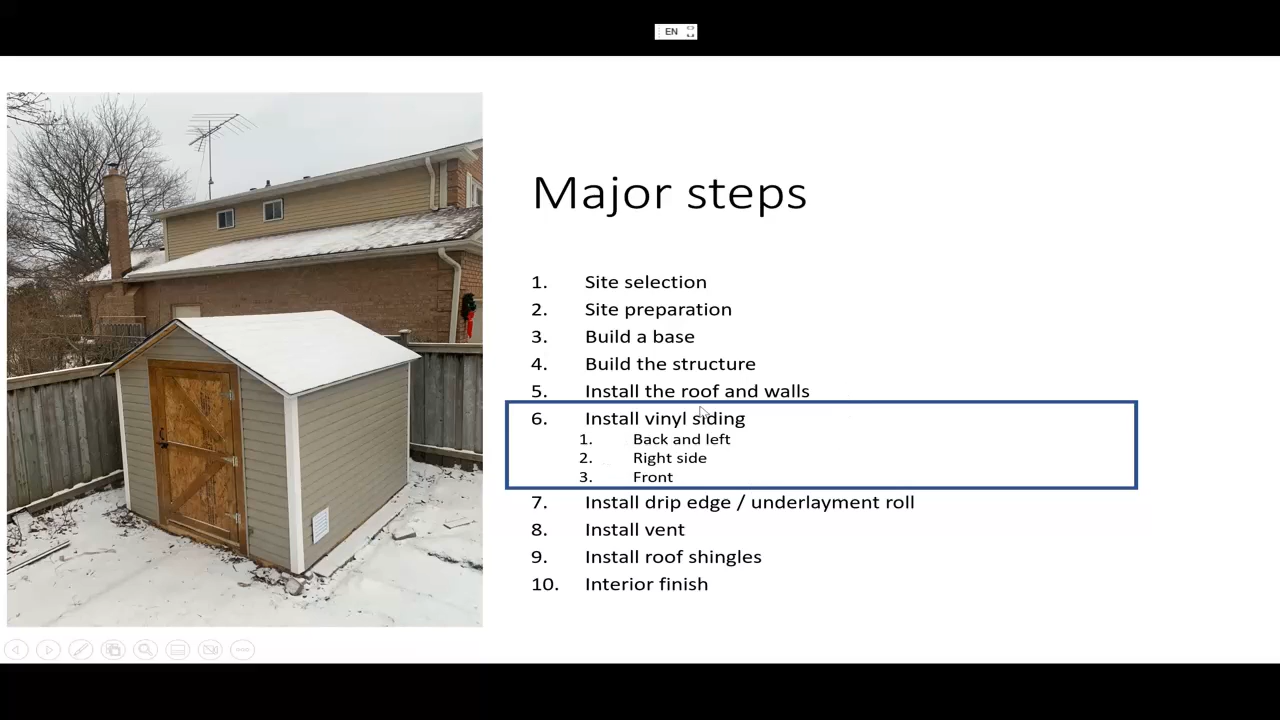 EN
Major steps
1. Site selection
2. Site preparation
3. Build a base
4. Build the structure
5. Install the roof and walls
6. Install vinyl siding
1. Back and left
2. Right side
3. Front
7. Install drip edge / underlayment roll
8. Install vent
9. Install roof shingles
10. Interior finish